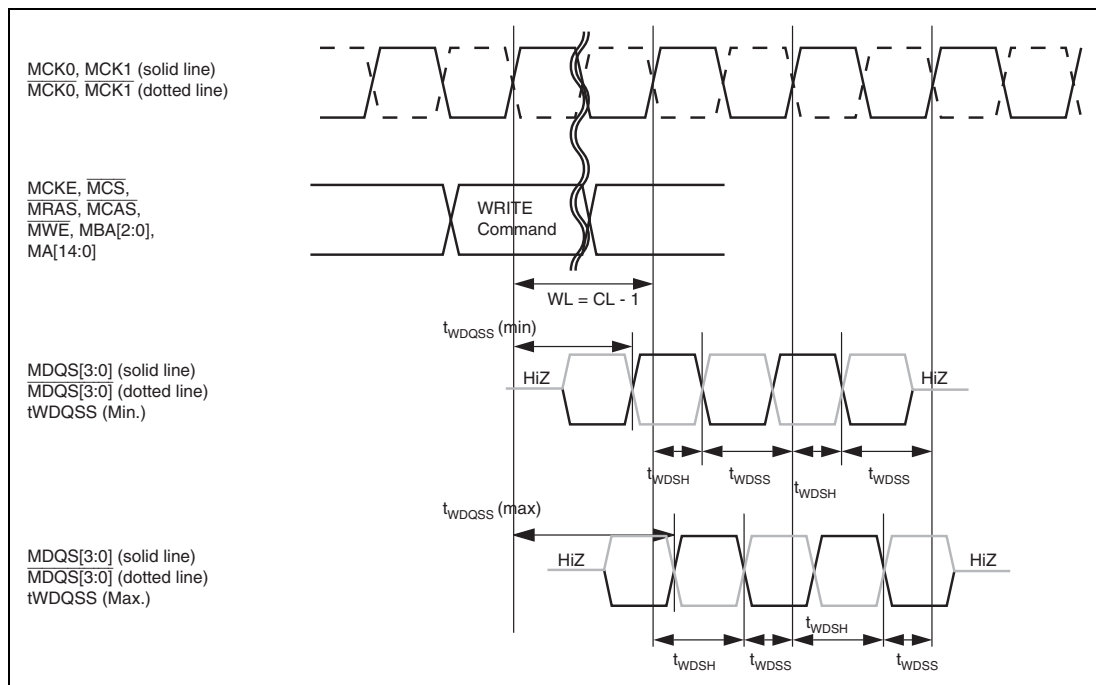 MCK0, MCK1 (solid line)
MCK0, MCK1 (dotted line)
MCKE, MCS,
MRAS, MCAS,
MWE, MBA[2:0],
MA[14:0]
WRITE
Command
WL = CL - 1
tWDQSS (min)
MDQS[3:0] (solid line)
MDQS[3:0] (dotted line)
tWDQSS (Min.)
HiZ
HiZ
tWDSH
tWDSS
tWDSH
tWDSS
tWDQSS (max)
MDQS[3:0] (solid line)
MDQS[3:0] (dotted line)
tWDQSS (Max.)
HiZ
HiZ
tWDSH
tWDSS
tWDSH
tWDSS